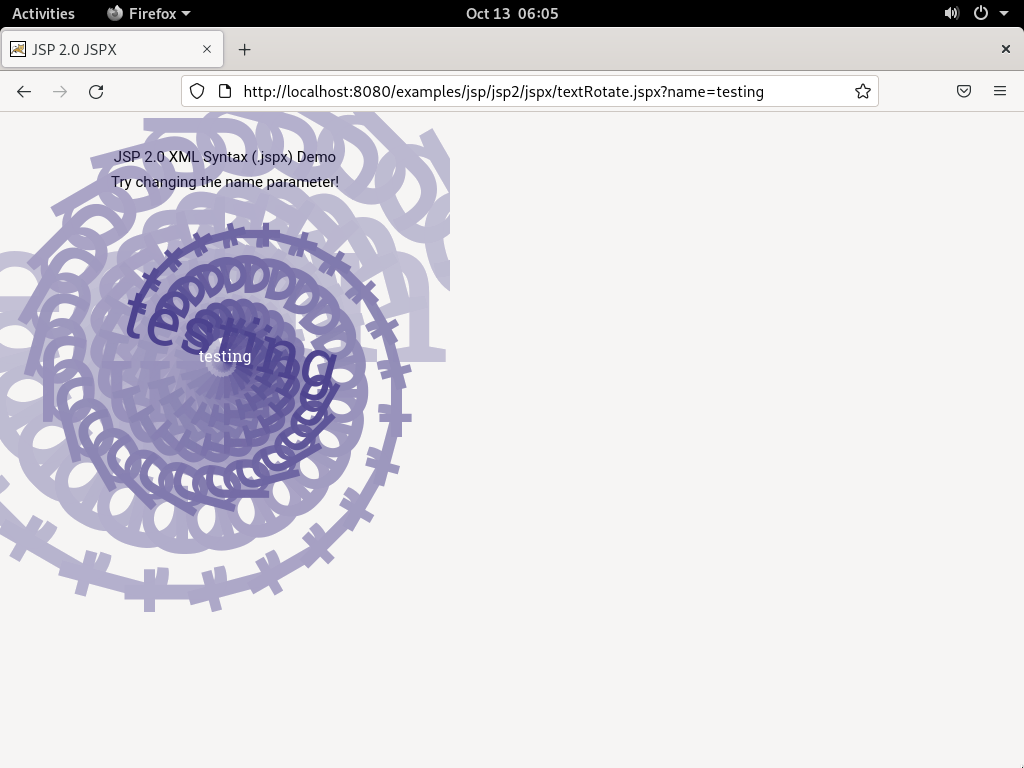 Activities
Firefox
Oct 13 06:05
JSP 2.0 JSPX
http://localhost:8080/examples/jsp/jsp2/jspx/textRotate.jspx?name=testing
JSP 2.0 XML Syntax (.jspx) Demo
Try changing the name parameter!
testing
testing